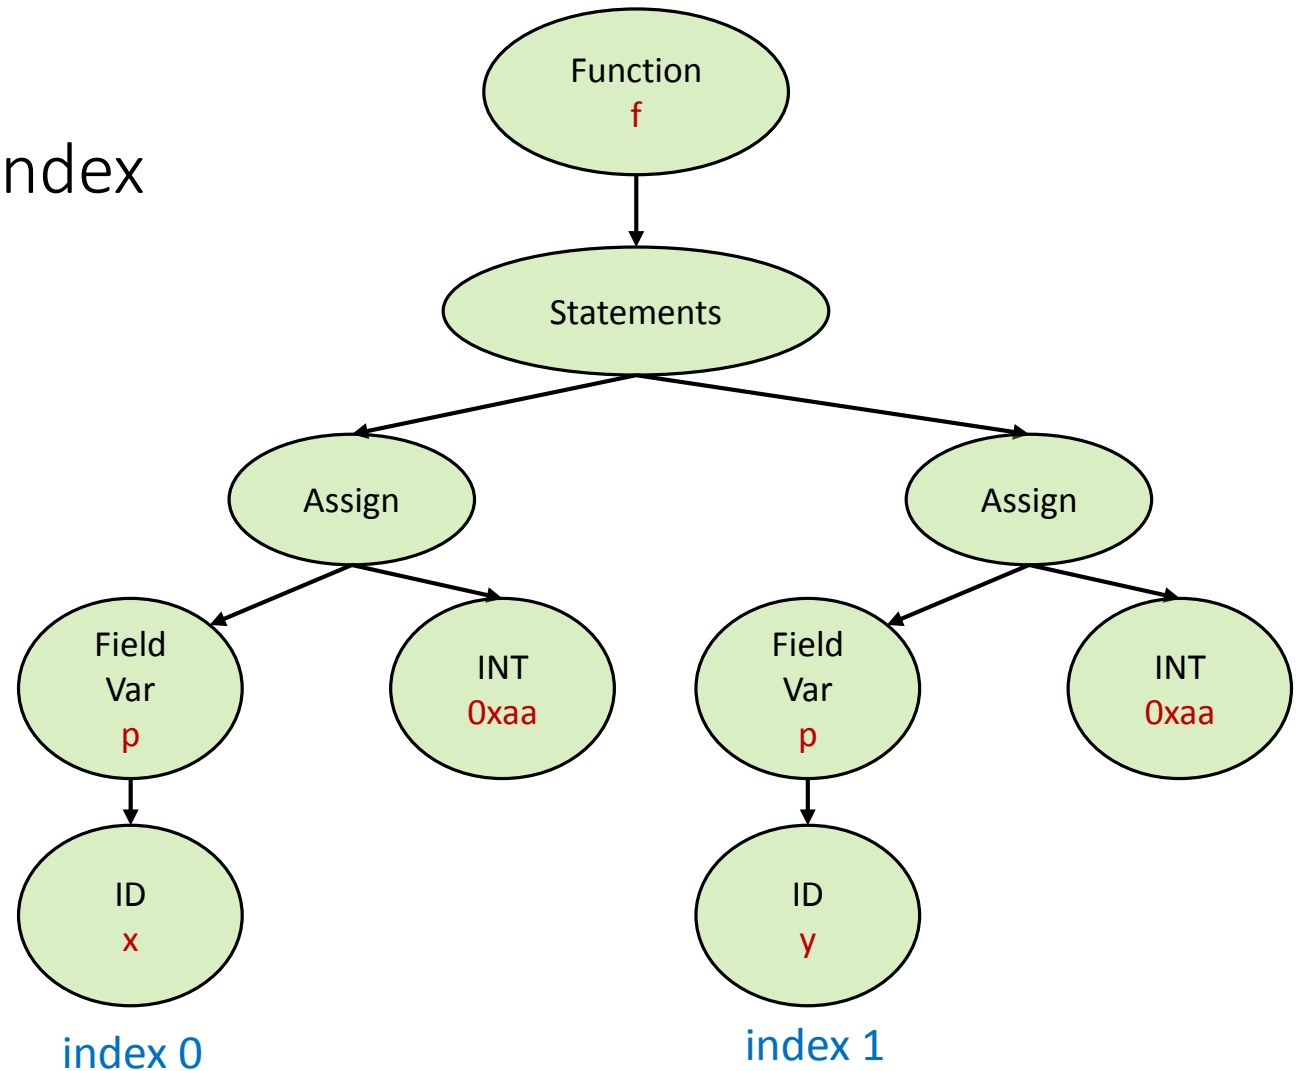 Function
f
ndex
Statements
Assign
Assign
Field
Var
p
INT
0xaa
Field
Var
p
INT
0xaa
ID
x
ID
y
index 0
index 1